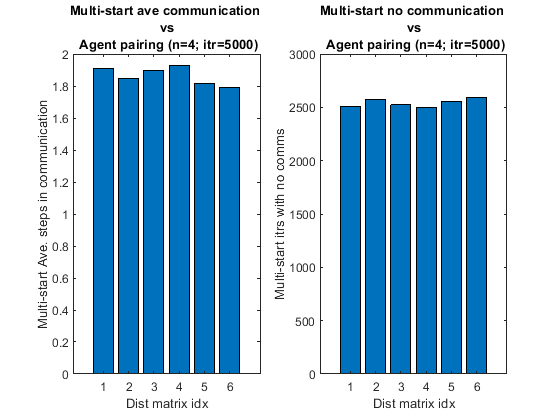 Multi-start ave communication
vs
Agent pairing (n=4; itr=5000)
Multi-start Ave. steps in communication
2
1.8
1.6
1.4
1.2
1
0.8
0.6
0.4
0.2
0
1 2 3 4 5 6
Dist matrix idx
Multi-start no communication
vs
Agent pairing (n=4; itr=5000)
Multi-start itrs with no comms
3000
2500
2000
1500
1000
500
0
1 2 3 4 5 6
Dist matrix idx